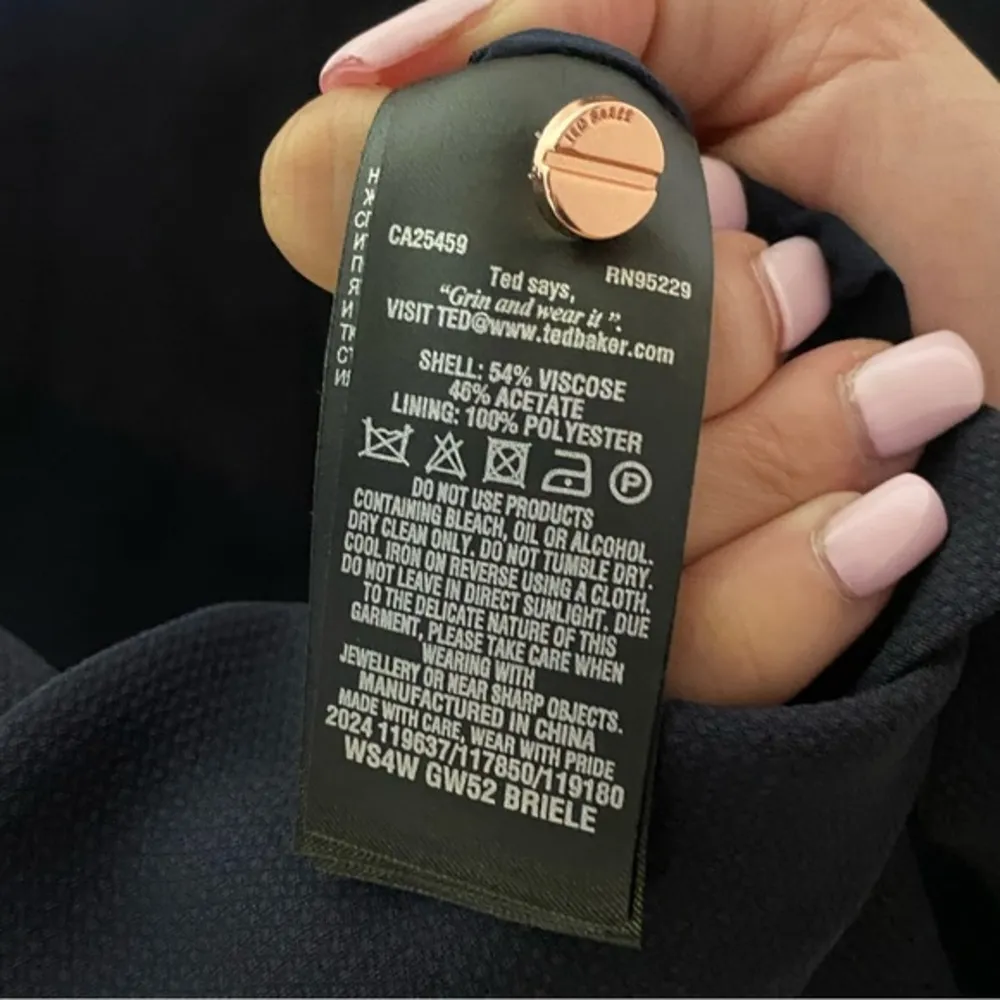 TED BAKER
CA25459
RN95229
Ted says,
“Grin and wear it”.
VISIT TED@www.tedbaker.com
SHELL: 54% VISCOSE
46% ACETATE
LINING: 100% POLYESTER
P
DO NOT USE PRODUCTS
CONTAINING BLEACH, OIL OR ALCOHOL.
DRY CLEAN ONLY. DO NOT TUMBLE DRY.
COOL IRON ON REVERSE USING A CLOTH.
DO NOT LEAVE IN DIRECT SUNLIGHT. DUE
TO THE DELICATE NATURE OF THIS
GARMENT, PLEASE TAKE CARE WHEN
WEARING WITH
JEWELLERY OR NEAR SHARP OBJECTS.
MANUFACTURED IN CHINA
MADE WITH CARE, WEAR WITH PRIDE
2024 119637/117850/119180
WS4W GW52 BRIELE